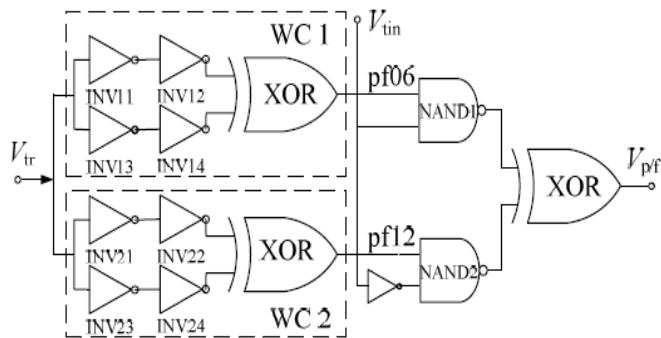 WC 1
V_tin
INV11
INV12
XOR
pf06
NAND1
INV13
INV14
V_tr
V_p/f
XOR
INV21
INV22
XOR
pf12
NAND2
INV23
INV24
WC 2